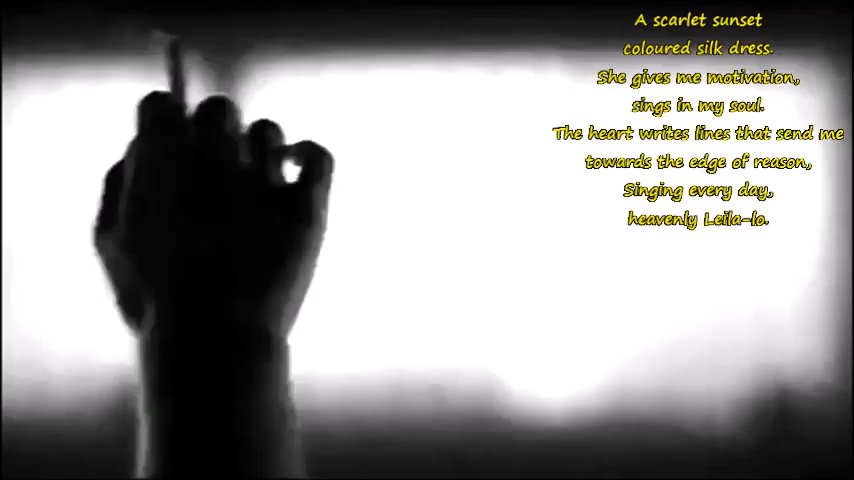 A scarlet sunset
coloured silk dress.
She gives me motivation,
sings in my soul.
The heart writes lines that send me
towards the edge of reason,
Singing every day,
heavenly Leila-lo.